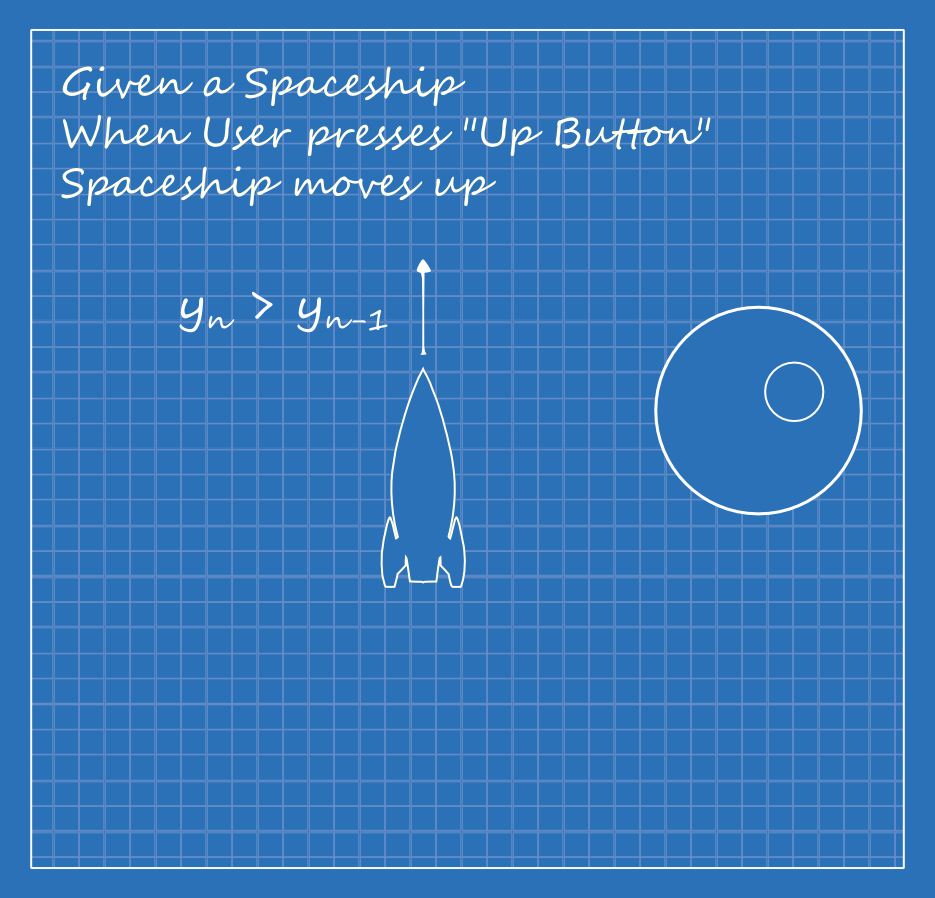 Given a Spaceship
When User presses "Up Button"
Spaceship moves up
yₙ > yₙ₋₁